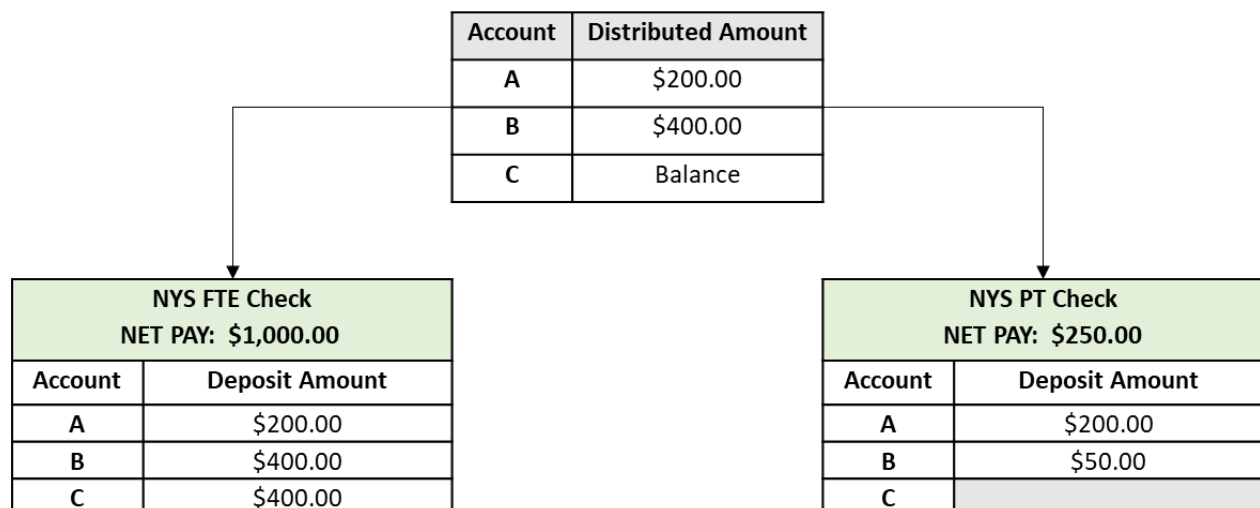 Account Distributed Amount
A $200.00
B $400.00
C Balance
NYS FTE Check
NET PAY: $1,000.00
Account Deposit Amount
A $200.00
B $400.00
C $400.00
NYS PT Check
NET PAY: $250.00
Account Deposit Amount
A $200.00
B $50.00
C